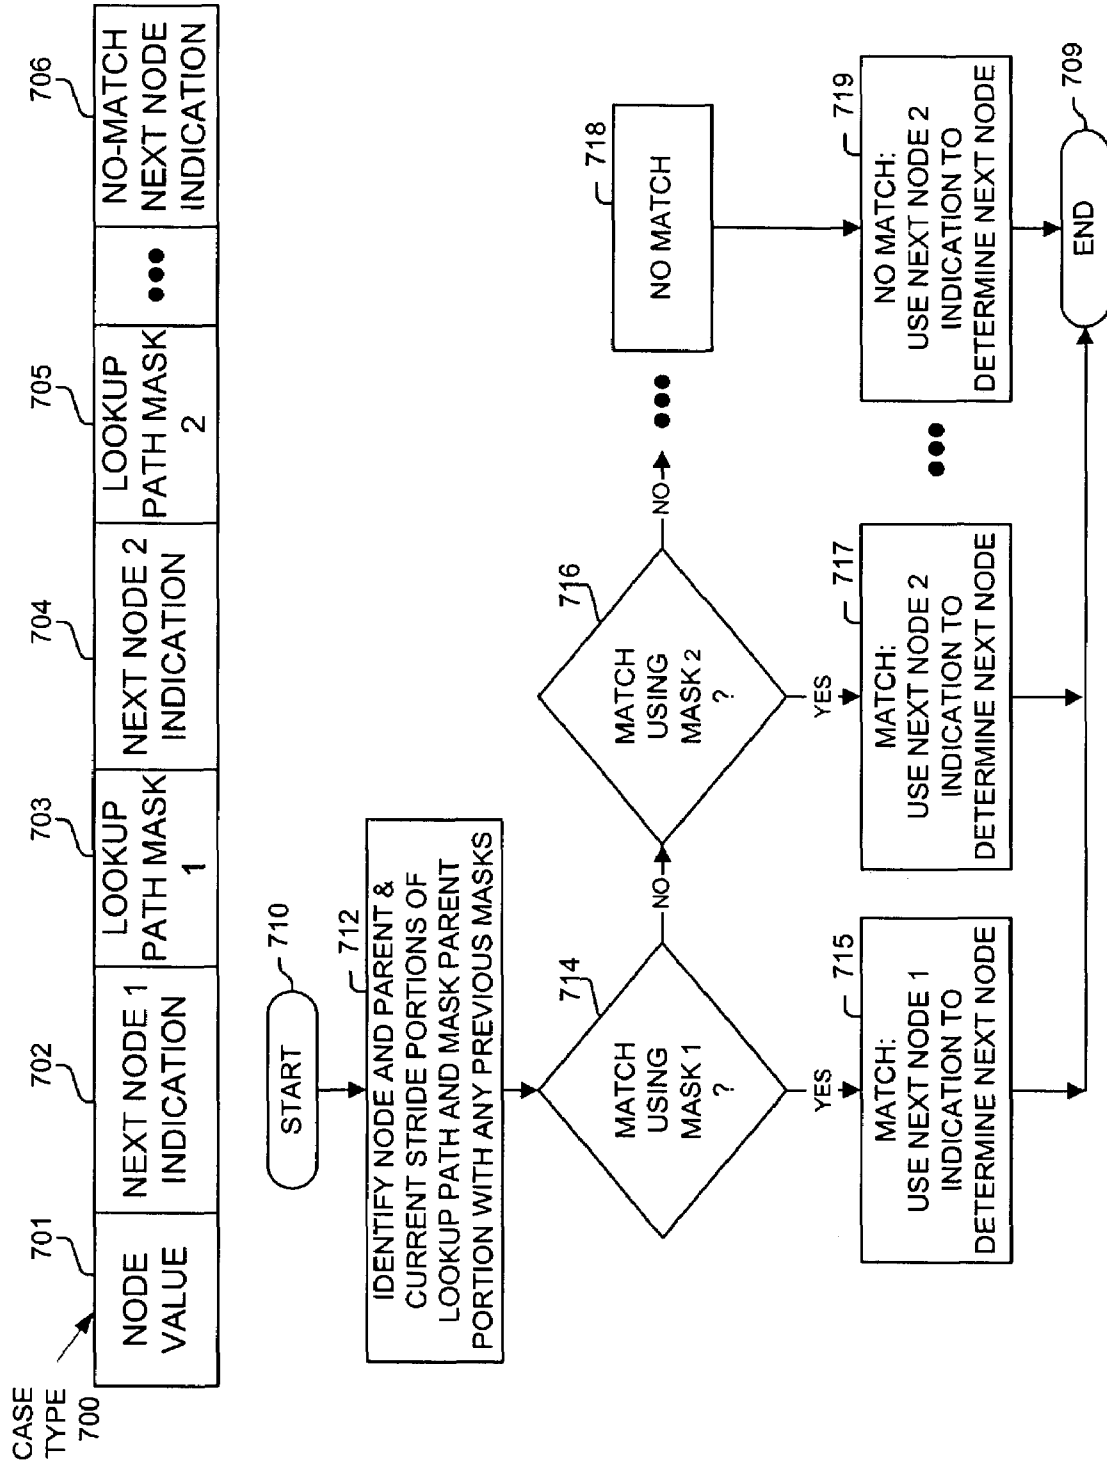 CASE
TYPE
700
701
NODE
VALUE
702
NEXT NODE 1
INDICATION
703
LOOKUP
PATH MASK
1
704
NEXT NODE 2
INDICATION
705
LOOKUP
PATH MASK
2
•••
706
NO-MATCH
NEXT NODE
INDICATION
710
START
712
IDENTIFY NODE AND PARENT &
CURRENT STRIDE PORTIONS OF
LOOKUP PATH AND MASK PARENT
PORTION WITH ANY PREVIOUS MASKS
714
MATCH
USING
MASK 1
?
NO
YES
715
MATCH:
USE NEXT NODE 1
INDICATION TO
DETERMINE NEXT NODE
716
MATCH
USING
MASK 2
?
NO
YES
717
MATCH:
USE NEXT NODE 2
INDICATION TO
DETERMINE NEXT NODE
•••
•••
718
NO MATCH
719
NO MATCH:
USE NEXT NODE 2
INDICATION TO
DETERMINE NEXT NODE
709
END